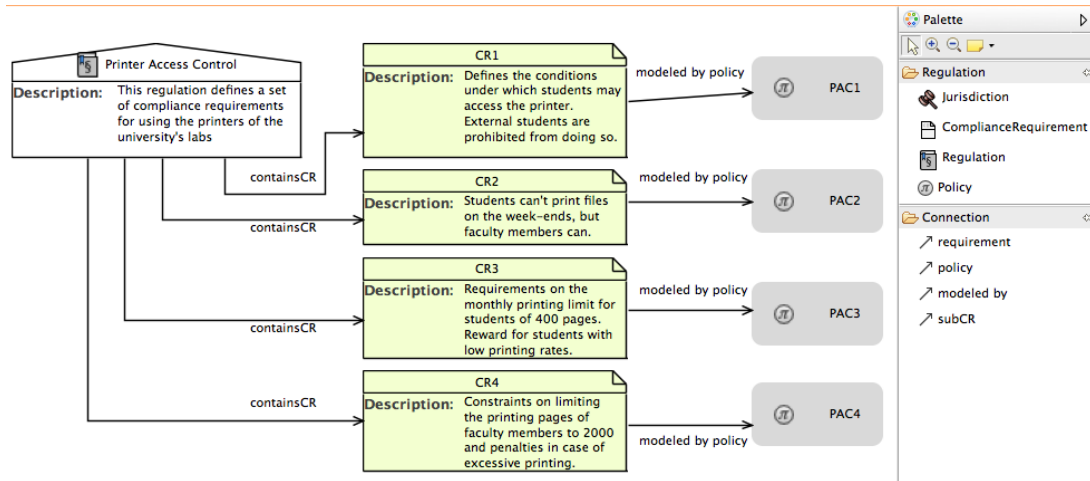 Printer Access Control
Description: This regulation defines a set
of compliance requirements
for using the printers of the
university's labs
containsCR
containsCR
containsCR
containsCR
CR1
Description: Defines the conditions
under which students may
access the printer.
External students are
prohibited from doing so.
modeled by policy
PAC1
CR2
Description: Students can't print files
on the week-ends, but
faculty members can.
modeled by policy
PAC2
CR3
Description: Requirements on the
monthly printing limit for
students of 400 pages.
Reward for students with
low printing rates.
modeled by policy
PAC3
CR4
Description: Constraints on limiting
the printing pages of
faculty members to 2000
and penalties in case of
excessive printing.
modeled by policy
PAC4
Palette
Regulation
Jurisdiction
ComplianceRequirement
Regulation
Policy
Connection
requirement
policy
modeled by
subCR